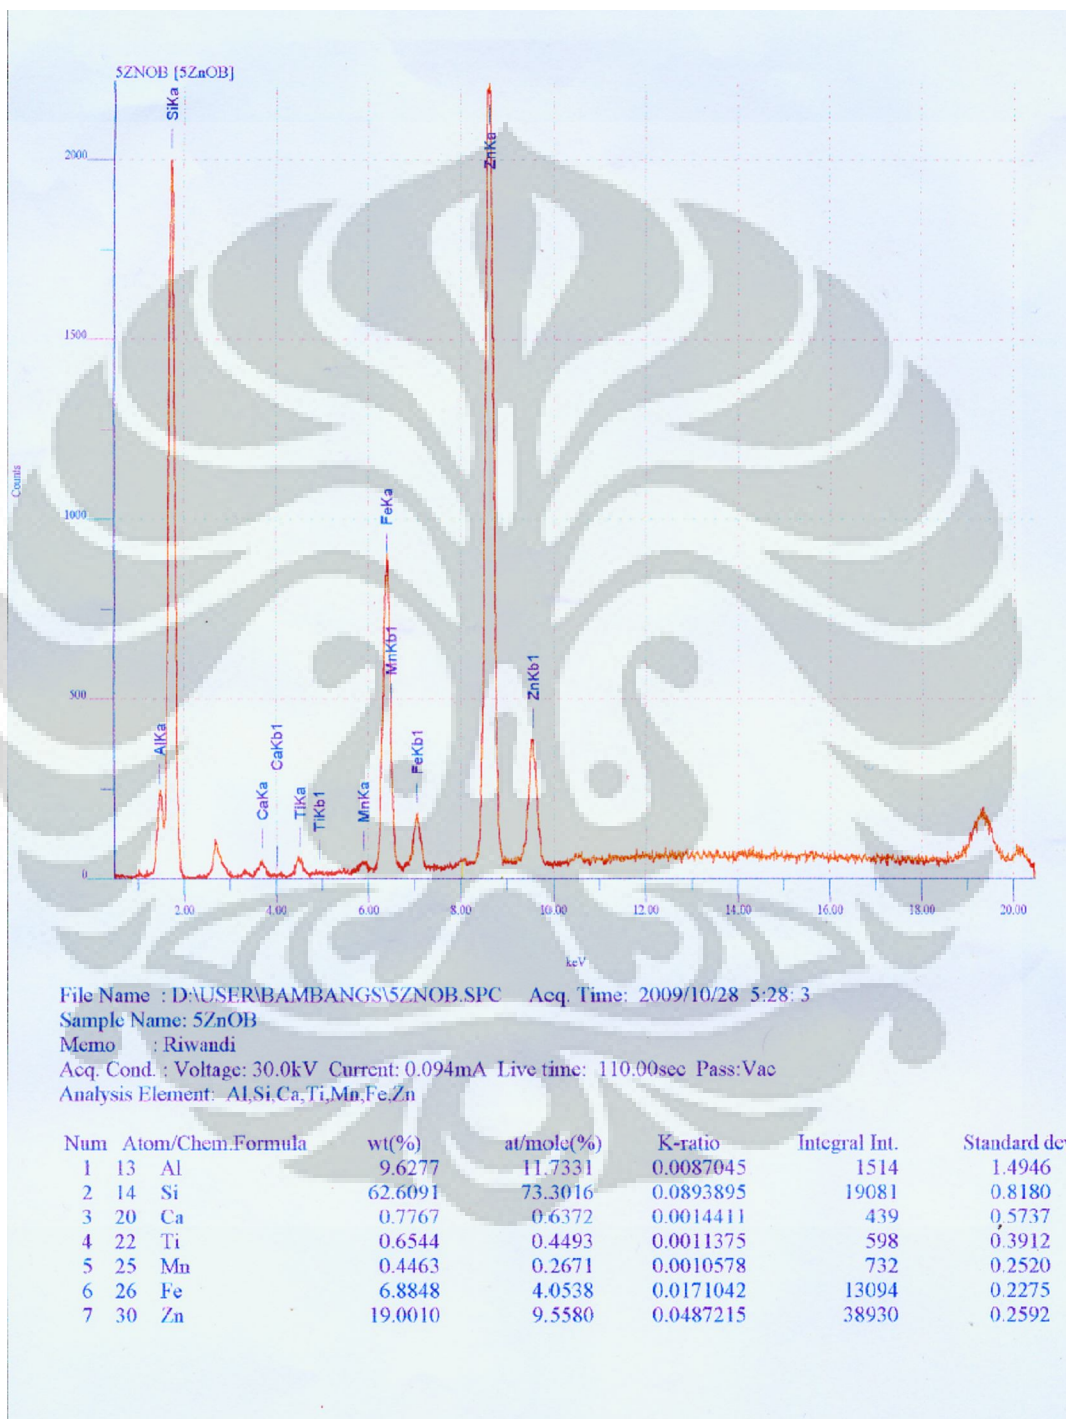 5ZNOB [5ZnOB]
SiKa
ZnKa
2000
1500
Counts
1000
FeKa
MnKb1
500
ZnKb1
AlKa
CaKb1
FeKb1
CaKa
TiKa
TiKb1
MnKa
0
2.00 4.00 6.00 8.00 10.00 12.00 14.00 16.00 18.00 20.00
keV
File Name : D:\USER\BAMBANGS\5ZNOB.SPC Acq. Time: 2009/10/28 5:28: 3
Sample Name: 5ZnOB
Memo : Riwandi
Acq. Cond. : Voltage: 30.0kV Current: 0.094mA Live time: 110.00sec Pass:Vac
Analysis Element: Al,Si,Ca,Ti,Mn,Fe,Zn
Num Atom/Chem.Formula wt(%) at/mole(%) K-ratio Integral Int. Standard dev
1 13 Al 9.6277 11.7331 0.0087045 1514 1.4946
2 14 Si 62.6091 73.3016 0.0893895 19081 0.8180
3 20 Ca 0.7767 0.6372 0.0014411 439 0.5737
4 22 Ti 0.6544 0.4493 0.0011375 598 0.3912
5 25 Mn 0.4463 0.2671 0.0010578 732 0.2520
6 26 Fe 6.8848 4.0538 0.0171042 13094 0.2275
7 30 Zn 19.0010 9.5580 0.0487215 38930 0.2592